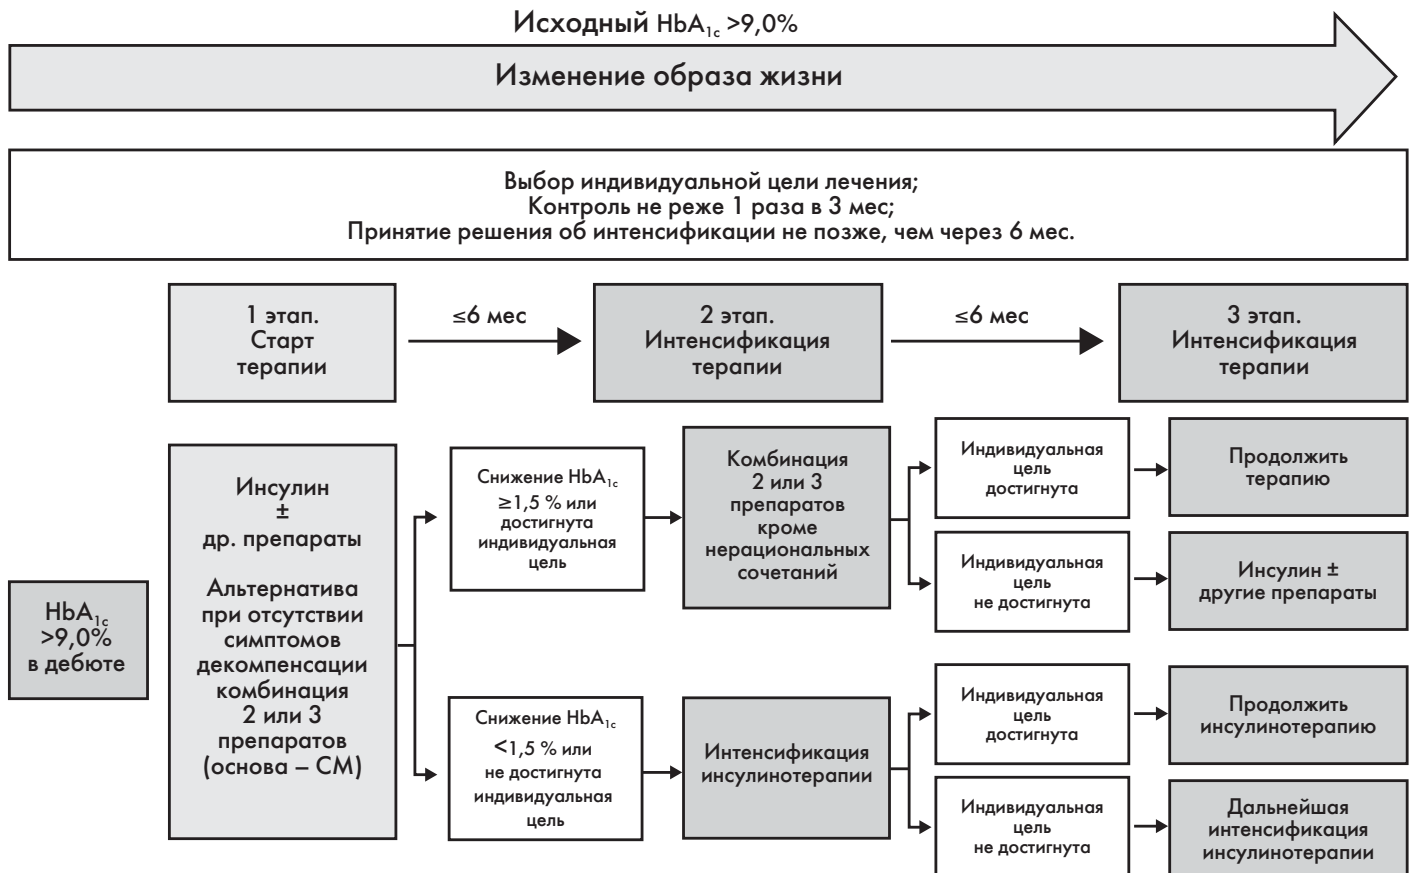 Исходный HbA1c >9,0%
Изменение образа жизни
Выбор индивидуальной цели лечения;
Контроль не реже 1 раза в 3 мес;
Принятие решения об интенсификации не позже, чем через 6 мес.
1 этап.
Старт
терапии
≤6 мес
2 этап.
Интенсификация
терапии
≤6 мес
3 этап.
Интенсификация
терапии
HbA1c
>9,0%
в дебюте
Инсулин
±
др. препараты
Альтернатива
при отсутствии
симптомов
декомпенсации
комбинация
2 или 3
препаратов
(основа – СМ)
Снижение HbA1c
≥1,5 % или
достигнута
индивидуальная
цель
Комбинация
2 или 3
препаратов
кроме
нерациональных
сочетаний
Индивидуальная
цель
достигнута
Продолжить
терапию
Индивидуальная
цель
не достигнута
Инсулин ±
другие препараты
Снижение HbA1c
<1,5 % или
не достигнута
индивидуальная
цель
Интенсификация
инсулинотерапии
Индивидуальная
цель
достигнута
Продолжить
инсулинотерапию
Индивидуальная
цель
не достигнута
Дальнейшая
интенсификация
инсулинотерапии